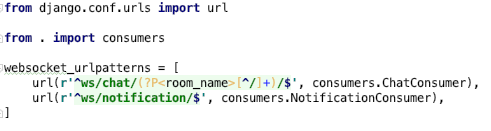 from django.conf.urls import url
from . import consumers
websocket_urlpatterns = [
    url(r'^ws/chat/(?P<room_name>[^/]+)/$', consumers.ChatConsumer),
    url(r'^ws/notification/$', consumers.NotificationConsumer),
]